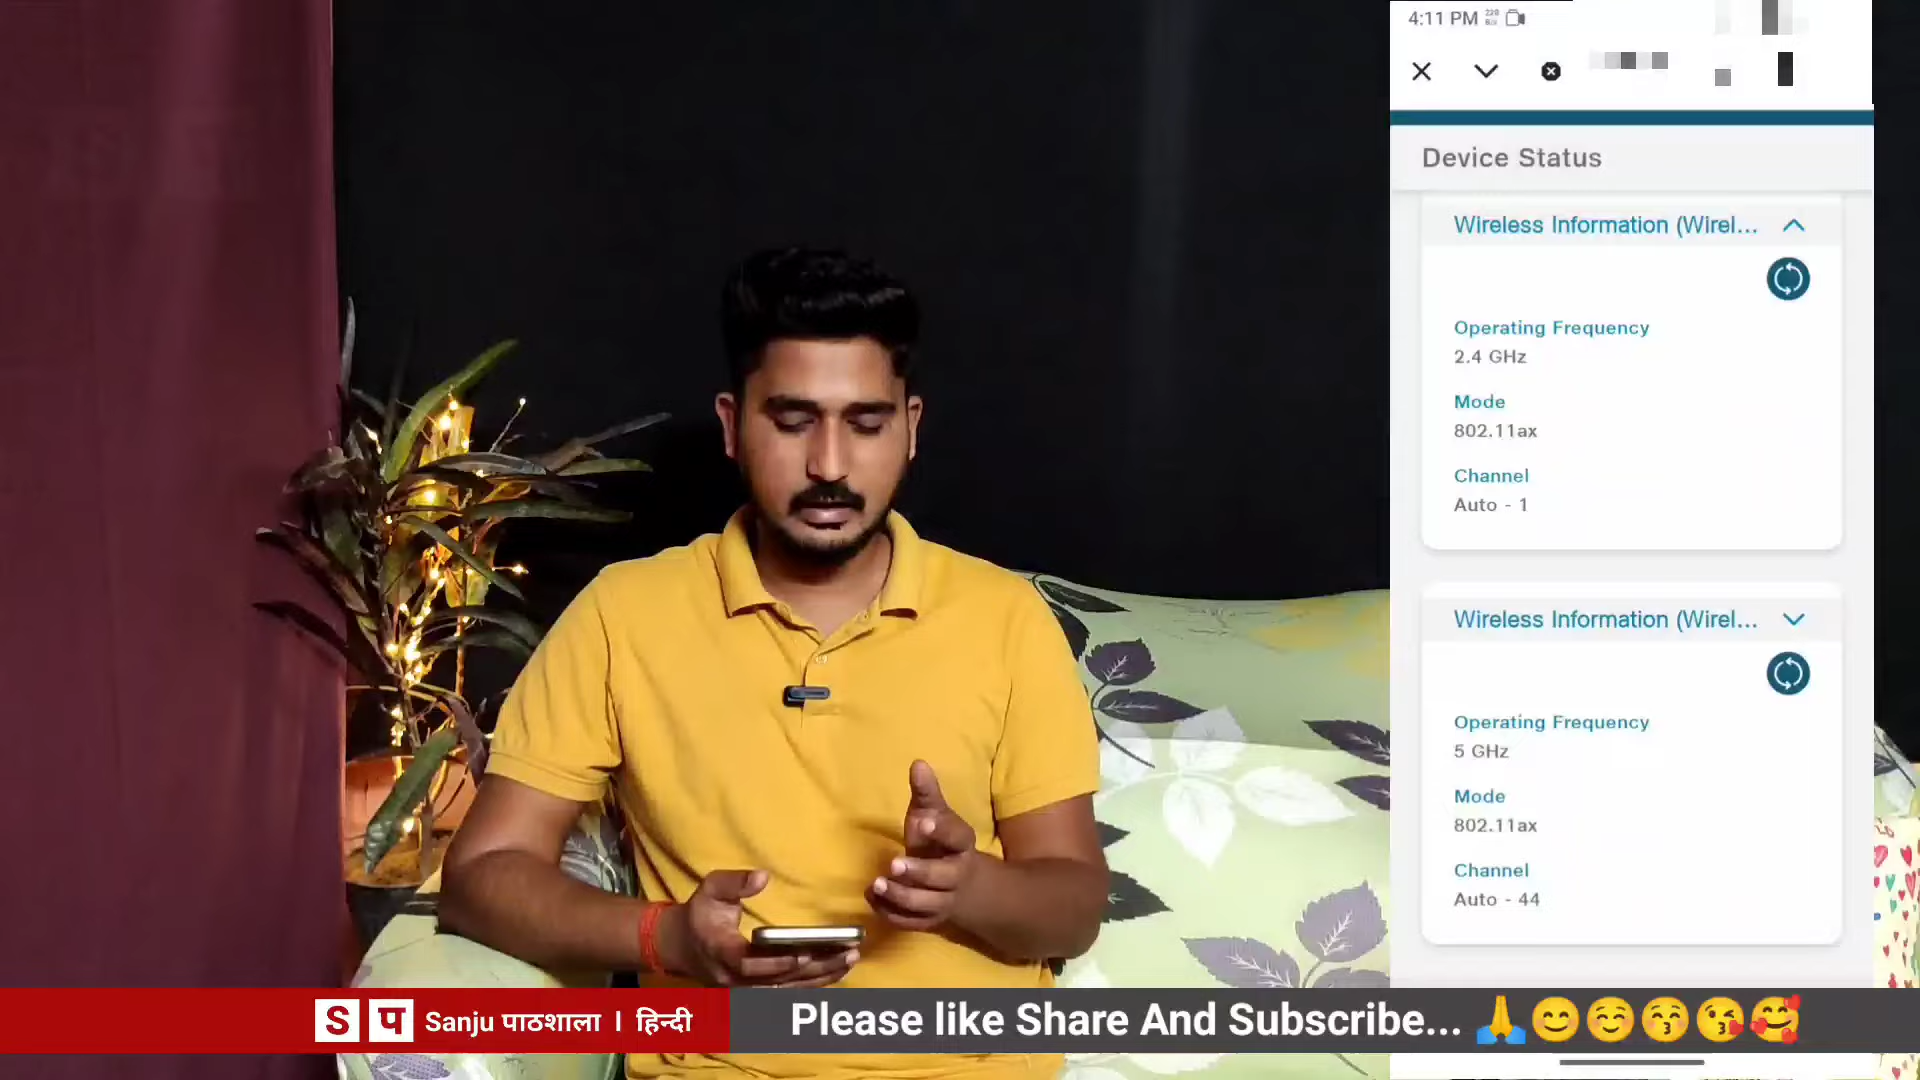 4:11 PM
Device Status
Wireless Information (Wirel...
Operating Frequency
2.4 GHz
Mode
802.11ax
Channel
Auto - 1
Wireless Information (Wirel...
Operating Frequency
5 GHz
Mode
802.11ax
Channel
Auto - 44
S प Sanju पाठशाला । हिन्दी
Please like Share And Subscribe... 🙏😊☺️😚😘🥰